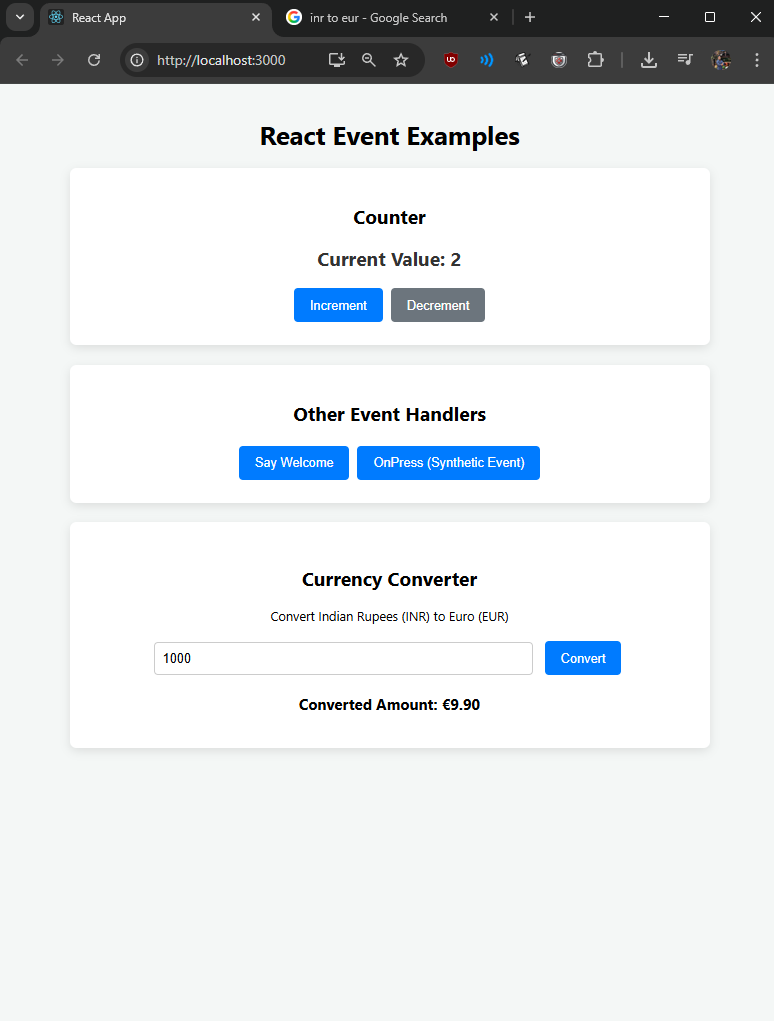 React App
inr to eur - Google Search
http://localhost:3000
React Event Examples
Counter
Current Value: 2
Increment
Decrement
Other Event Handlers
Say Welcome
OnPress (Synthetic Event)
Currency Converter
Convert Indian Rupees (INR) to Euro (EUR)
1000
Convert
Converted Amount: €9.90